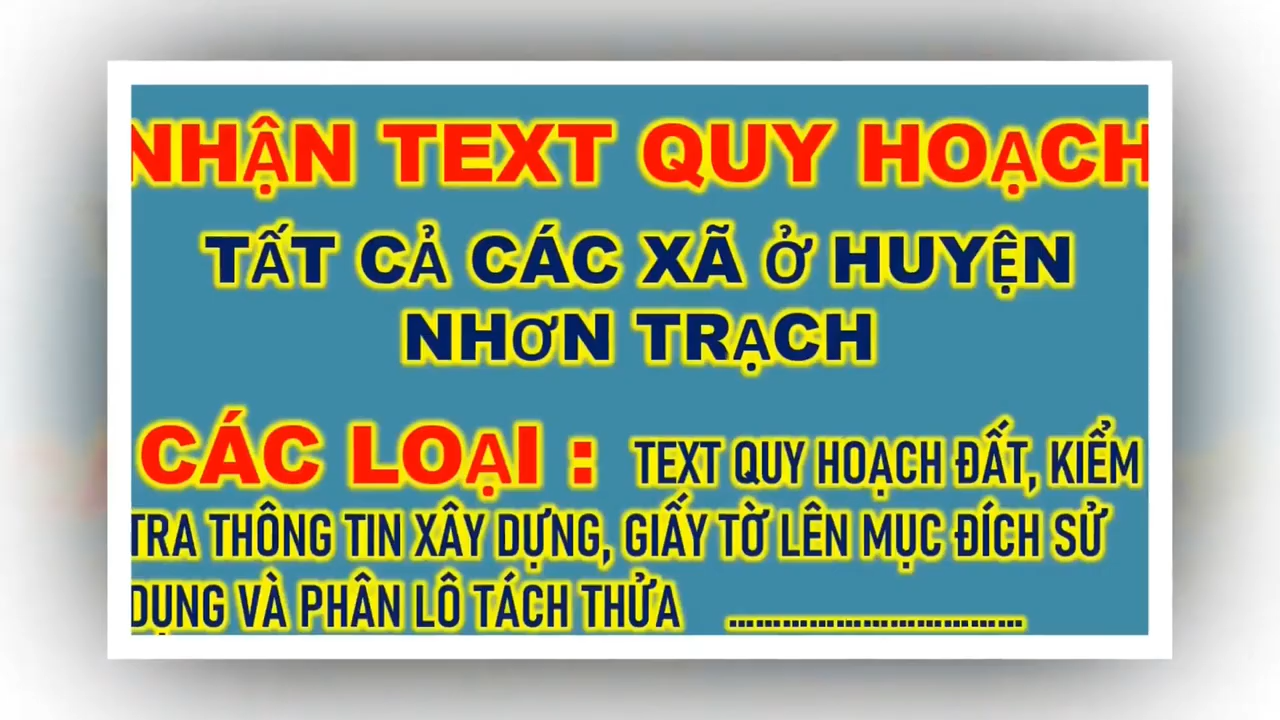 NHẬN TEXT QUY HOẠCH
TẤT CẢ CÁC XÃ Ở HUYỆN
NHƠN TRẠCH
CÁC LOẠI : TEXT QUY HOẠCH ĐẤT, KIỂM
TRA THÔNG TIN XÂY DỰNG, GIẤY TỜ LÊN MỤC ĐÍCH SỬ
DỤNG VÀ PHÂN LÔ TÁCH THỬA ................................